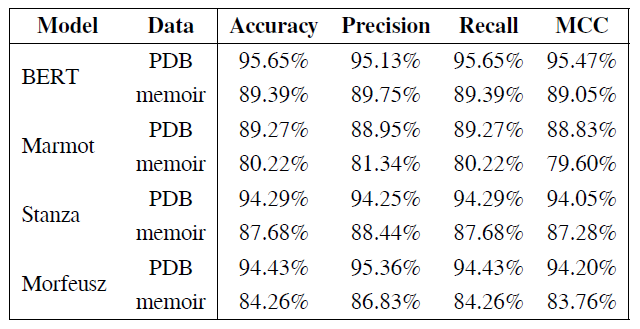 Model Data Accuracy Precision Recall MCC
BERT PDB 95.65% 95.13% 95.65% 95.47%
memoir 89.39% 89.75% 89.39% 89.05%
Marmot PDB 89.27% 88.95% 89.27% 88.83%
memoir 80.22% 81.34% 80.22% 79.60%
Stanza PDB 94.29% 94.25% 94.29% 94.05%
memoir 87.68% 88.44% 87.68% 87.28%
Morfeusz PDB 94.43% 95.36% 94.43% 94.20%
memoir 84.26% 86.83% 84.26% 83.76%